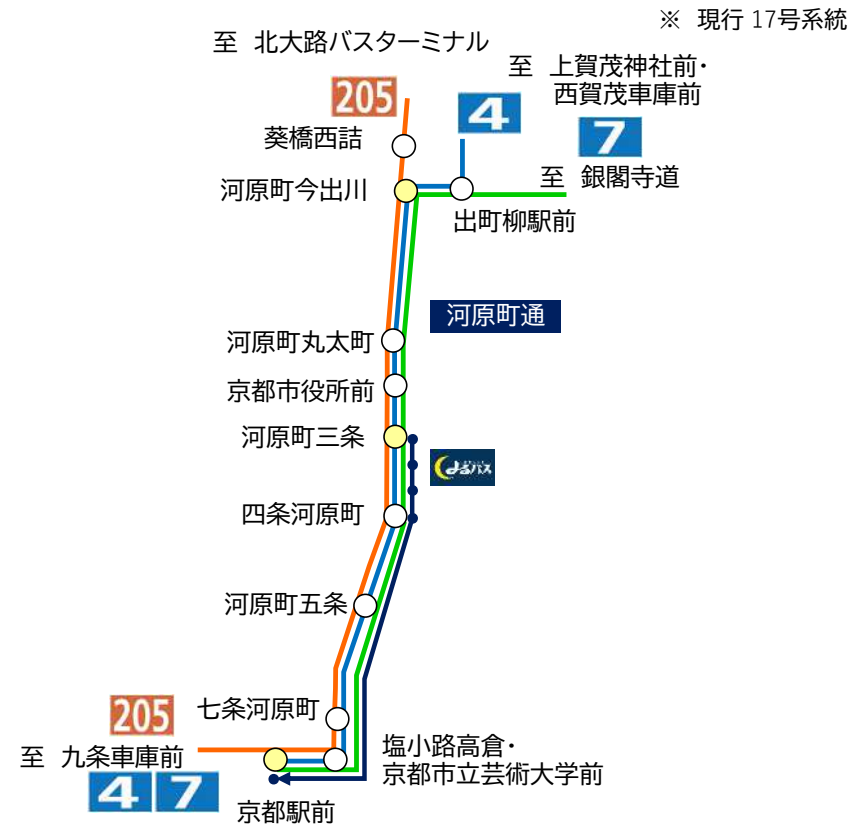 ※ 現行 17号系統
至 北大路バスターミナル
至 上賀茂神社前・
西賀茂車庫前
205
4
7
葵橋西詰
至 銀閣寺道
河原町今出川
出町柳駅前
河原町通
河原町丸太町
京都市役所前
河原町三条
よるバス
四条河原町
河原町五条
205
七条河原町
至 九条車庫前
塩小路高倉・
京都市立芸術大学前
4 7
京都駅前